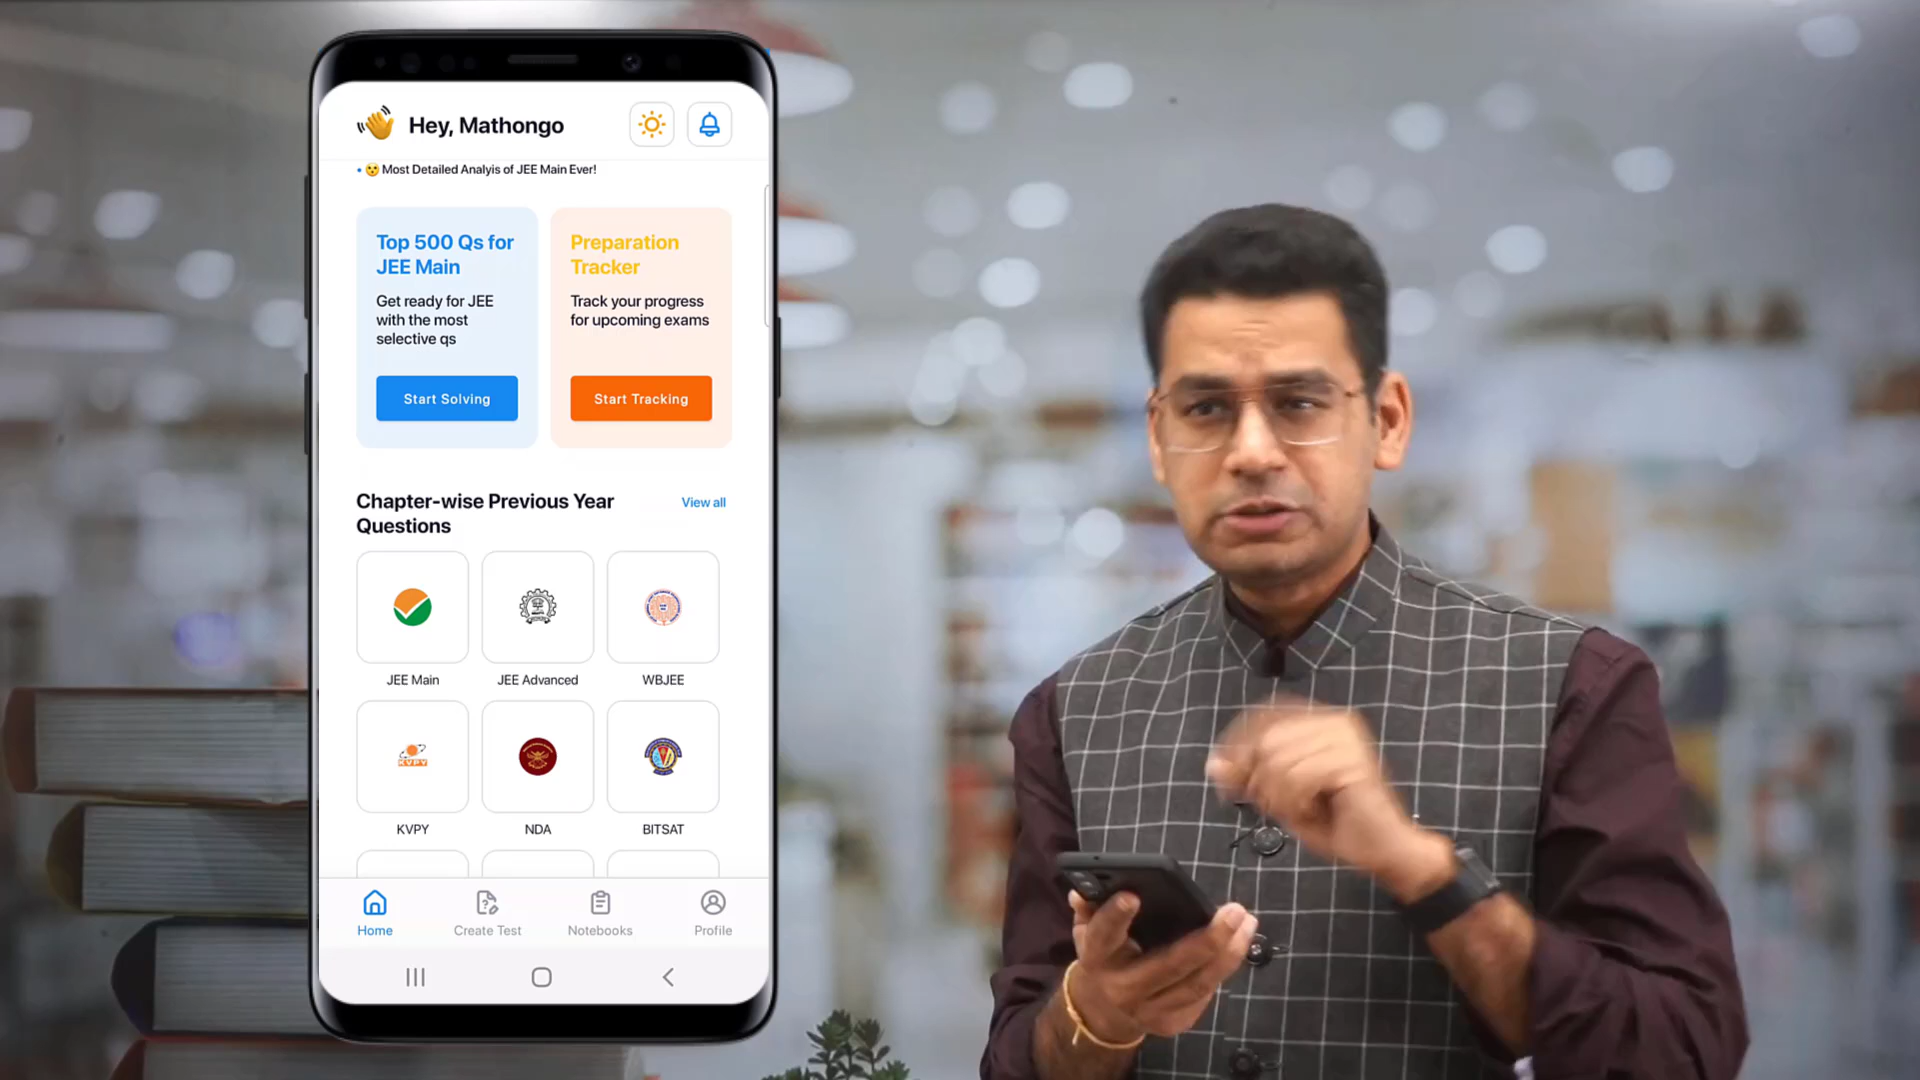 Hey, Mathongo
• 😯 Most Detailed Analyis of JEE Main Ever!
Top 500 Qs for
JEE Main
Get ready for JEE
with the most
selective qs
Start Solving
Preparation
Tracker
Track your progress
for upcoming exams
Start Tracking
Chapter-wise Previous Year
Questions
View all
JEE Main
JEE Advanced
WBJEE
KVPY
KVPY
NDA
BITSAT
Home
Create Test
Notebooks
Profile